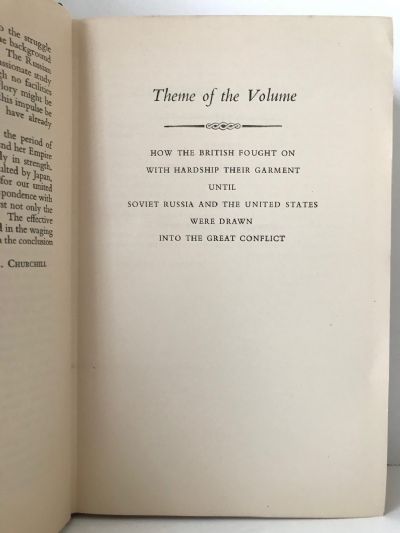 o the struggle
e background
The Russian
ssionate study
h no facilities
lory might be
this impulse be
have already
the period of
nd her Empire
ly in strength.
ulted by Japan,
for our united
spondence with
st not only the
The effective
d in the waging
n the conclusion
. CHURCHILL
Theme of the Volume
HOW THE BRITISH FOUGHT ON
WITH HARDSHIP THEIR GARMENT
UNTIL
SOVIET RUSSIA AND THE UNITED STATES
WERE DRAWN
INTO THE GREAT CONFLICT